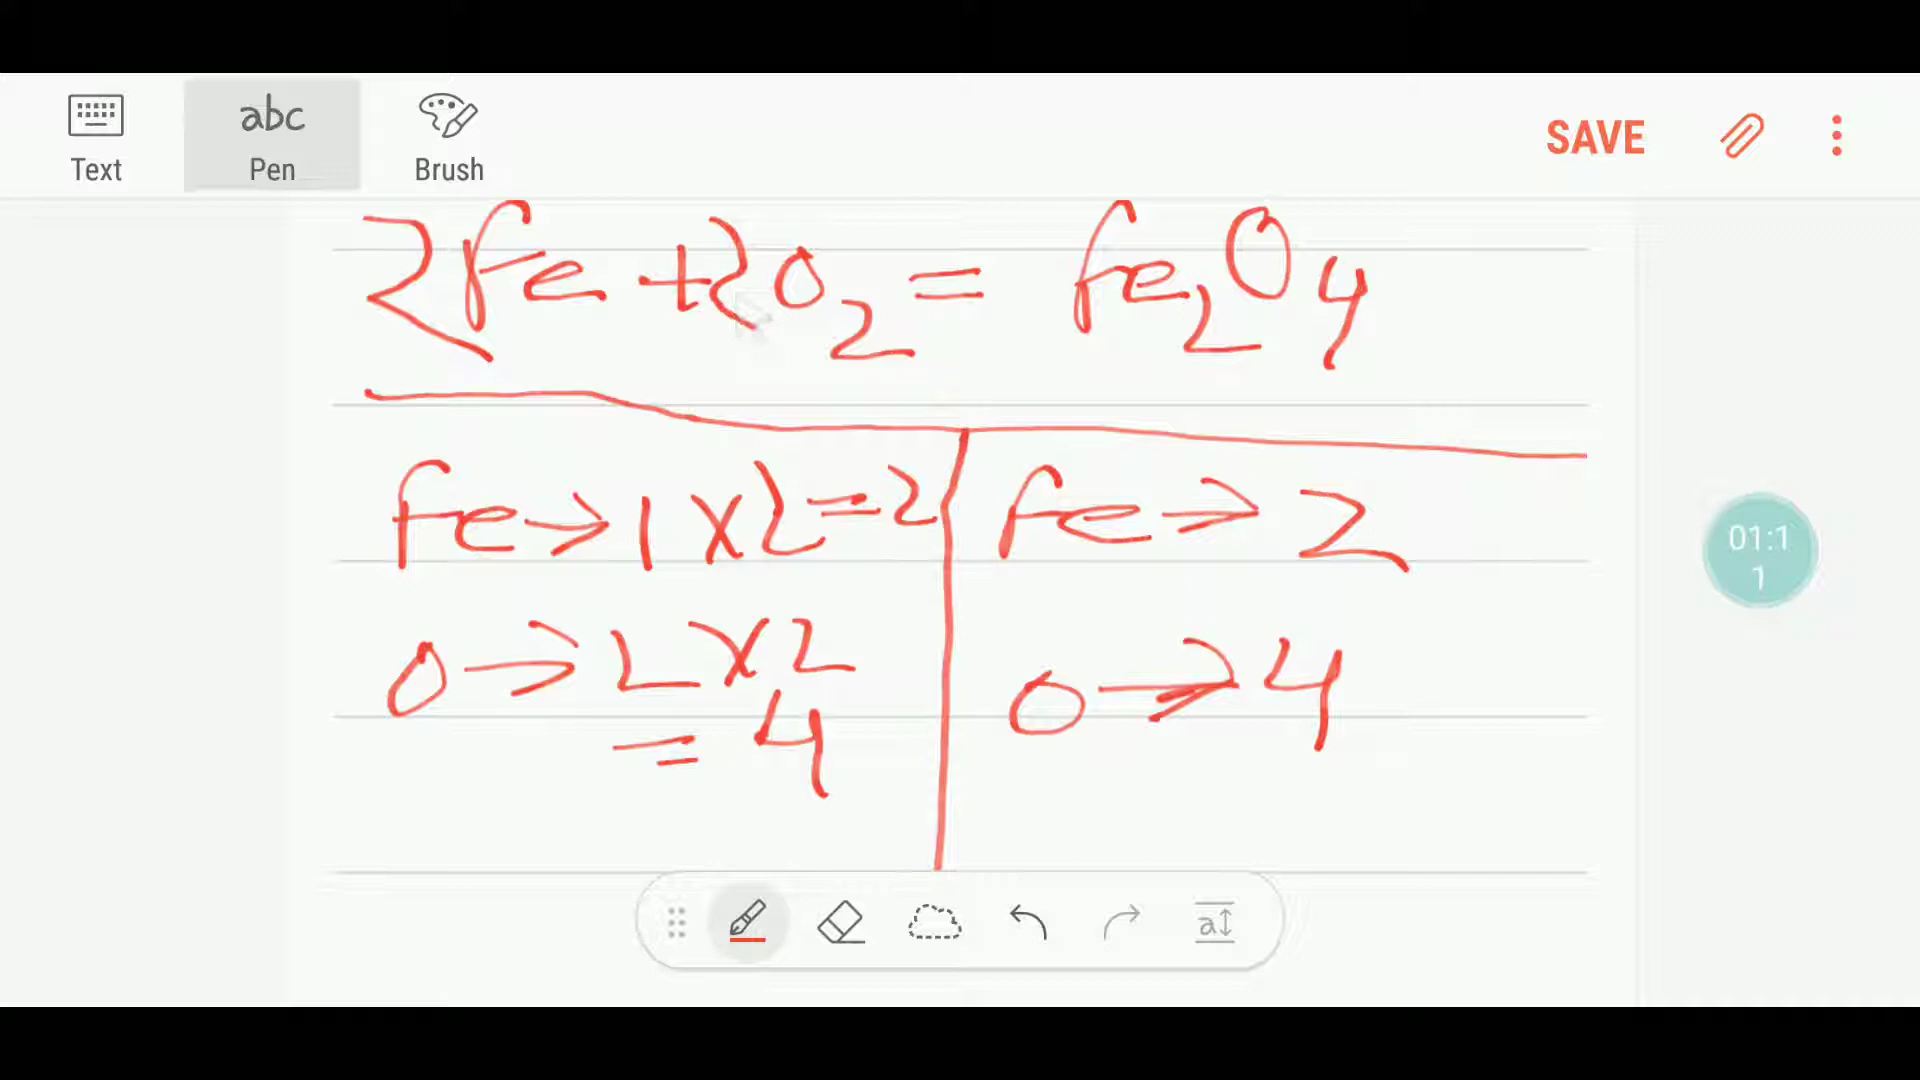 Text
abc
Pen
Brush
SAVE
2fe + 2O2 = fe2O4
fe → 1 x 2 = 2
fe → 2
O → 2 x 2
= 4
O → 4
01:1
1
a